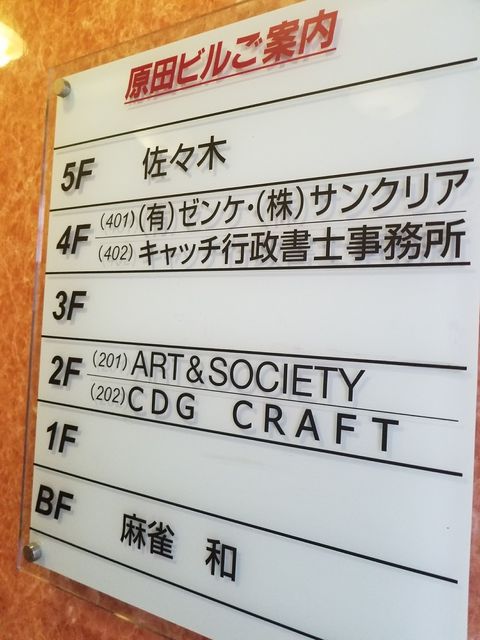 原田ビルご案内
5F 佐々木
4F (401) (有)ゼンケ・(株)サンクリア
(402) キャッチ行政書士事務所
3F
2F (201) ART & SOCIETY
(202) CDG CRAFT
1F
BF 麻雀 和